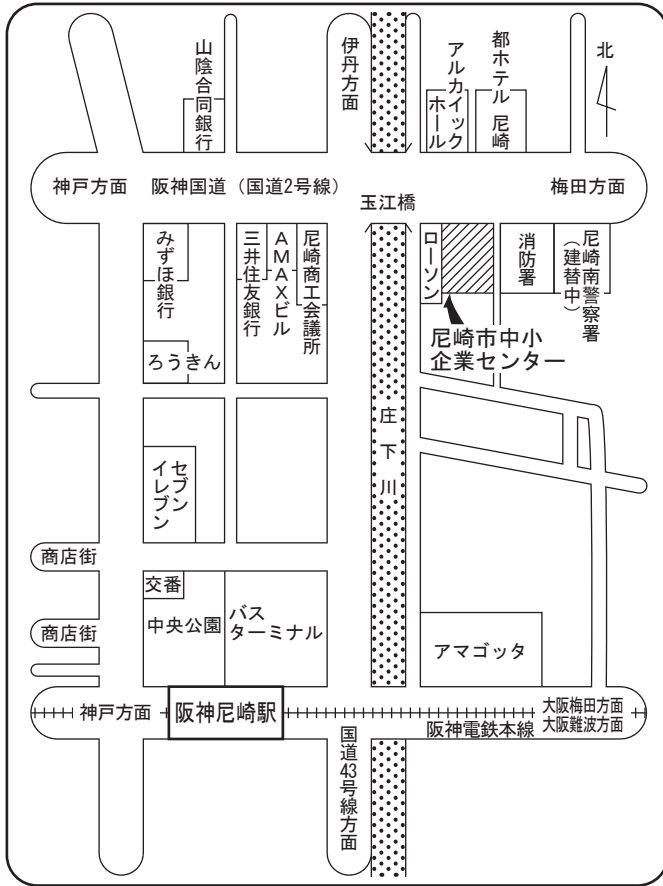 山陰合同銀行
伊丹方面
アルカイック
ホール
都ホテル 尼崎
北
神戸方面
阪神国道（国道2号線）
玉江橋
梅田方面
みずほ銀行
三井住友銀行
AMAXビル
尼崎商工会議所
ローソン
消防署
尼崎南警察署
（建替中）
尼崎市中小
企業センター
ろうきん
庄下川
セブン
イレブン
商店街
交番
中央公園
バス
ターミナル
商店街
アマゴッタ
神戸方面
阪神尼崎駅
阪神電鉄本線
大阪梅田方面
大阪難波方面
国道43号線方面